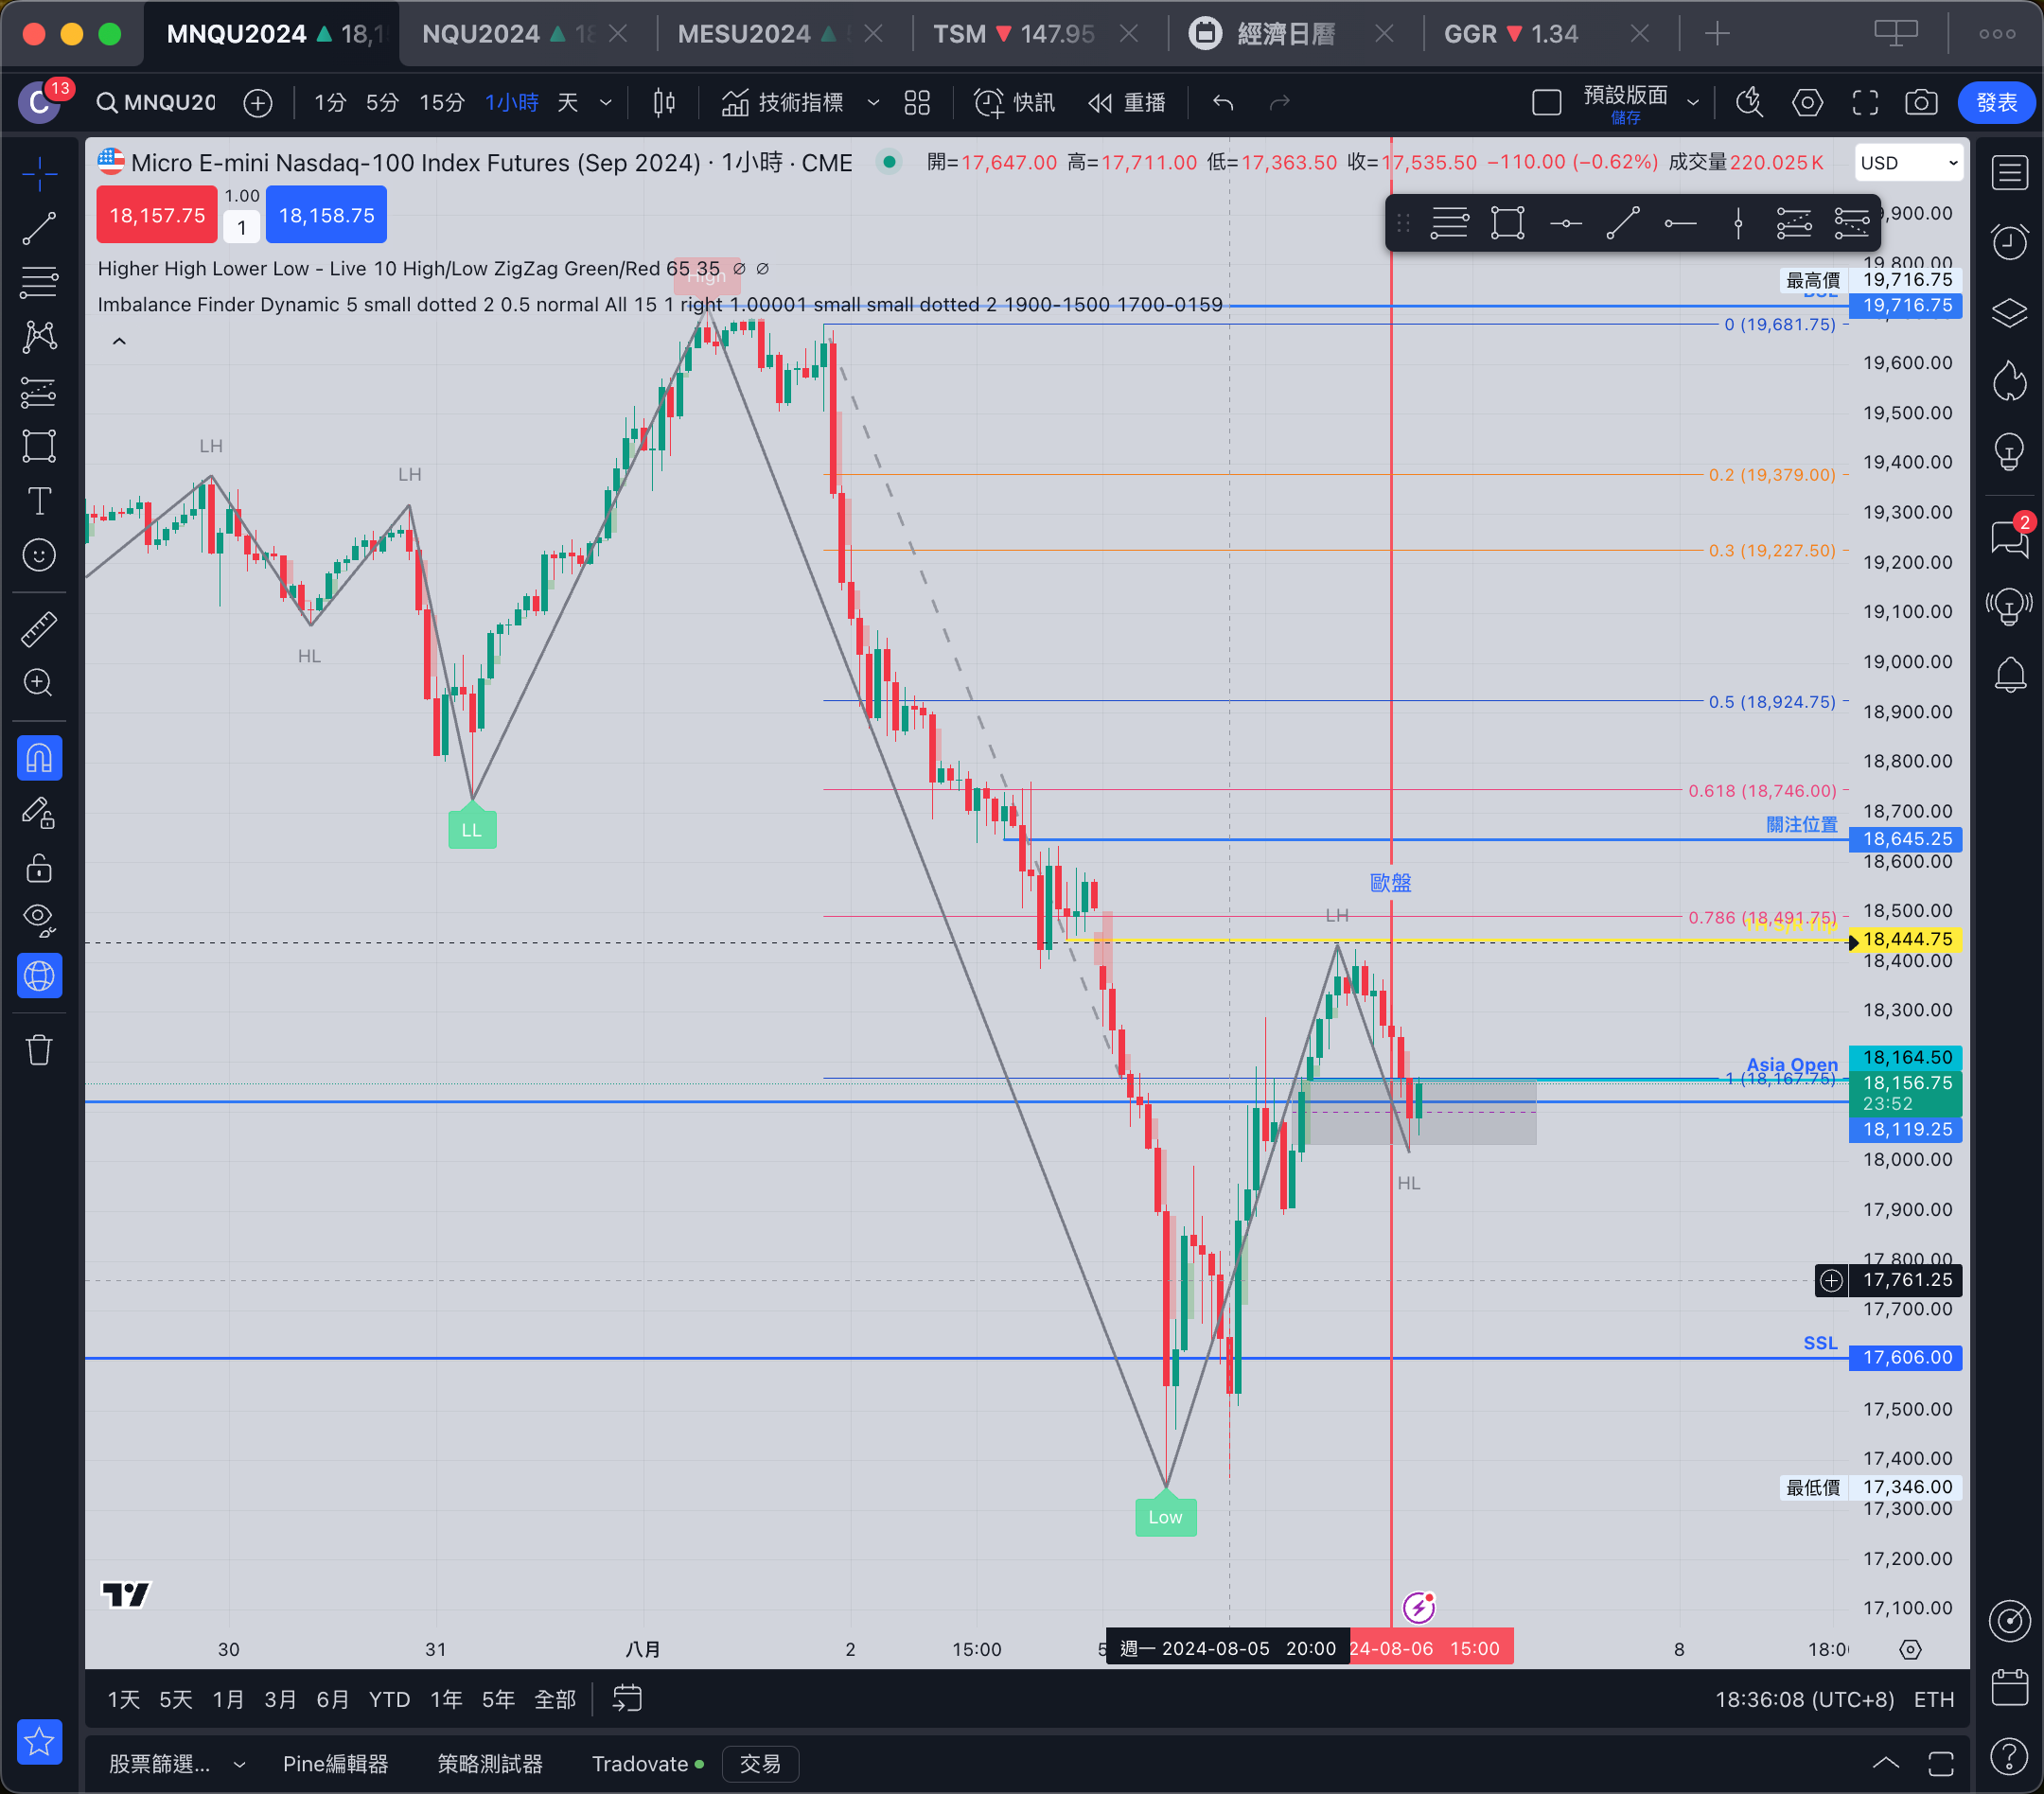 MNQU2024 18,1
NQU2024 18
MESU2024
TSM 147.95
經濟日曆
GGR 1.34
C 13
MNQU20
1分 5分 15分 1小時 天
技術指標
快訊
重播
預設版面
儲存
發表
Micro E-mini Nasdaq-100 Index Futures (Sep 2024) · 1小時 · CME
開=17,647.00 高=17,711.00 低=17,363.50 收=17,535.50 −110.00 (−0.62%) 成交量220.025K
USD
18,157.75
1.00
1
18,158.75
Higher High Lower Low - Live 10 High/Low ZigZag Green/Red 65 35 ∅ ∅
High
Imbalance Finder Dynamic 5 small dotted 2 0.5 normal All 15 1 right 1.00001 small small dotted 2 1900-1500 1700-0159
9,900.00
19,800.00
最高價 19,716.75
BSL 19,716.75
0 (19,681.75)
19,600.00
19,500.00
LH
LH
19,400.00
0.2 (19,379.00)
19,300.00
0.3 (19,227.50)
19,200.00
19,100.00
HL
19,000.00
0.5 (18,924.75)
18,900.00
18,800.00
0.618 (18,746.00)
18,700.00
LL
關注位置
18,645.25
18,600.00
歐盤
LH
18,500.00
0.786 (18,491.75)
18,444.75
18,400.00
18,300.00
Asia Open 18,164.50
1 (18,167.75)
18,156.75
23:52
18,119.25
18,000.00
HL
17,900.00
17,800.00
17,761.25
17,700.00
SSL
17,606.00
17,500.00
17,400.00
最低價 17,346.00
17,300.00
Low
17,200.00
17,100.00
30 31 八月 2 15:00 5 週一 2024-08-05 20:00 24-08-06 15:00 8 18:0
1天 5天 1月 3月 6月 YTD 1年 5年 全部
18:36:08 (UTC+8) ETH
股票篩選... Pine編輯器 策略測試器 Tradovate 交易
2